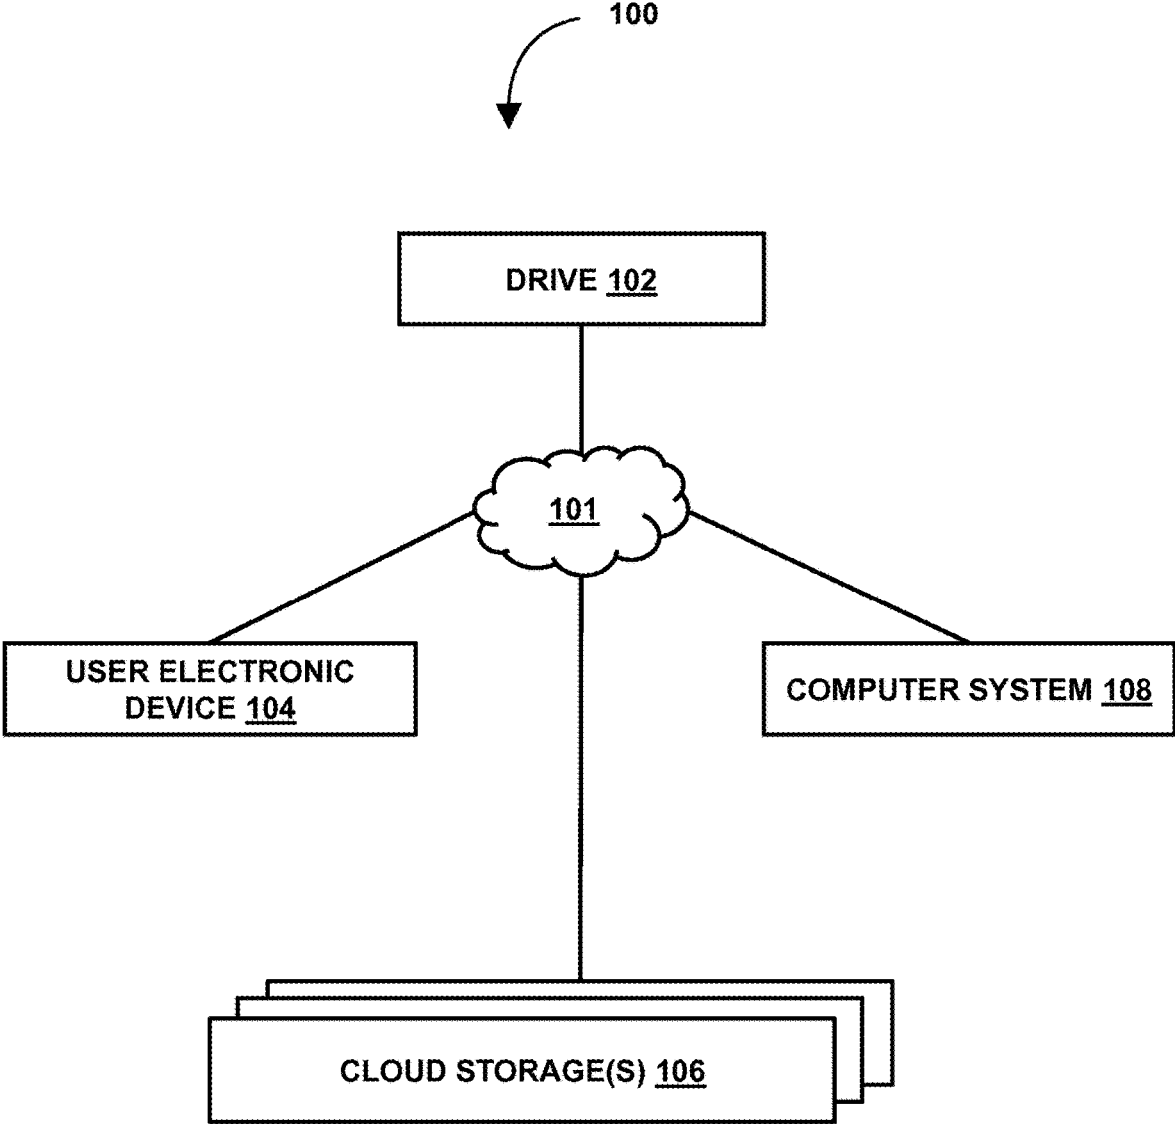 100
DRIVE 102
101
USER ELECTRONIC
DEVICE 104
COMPUTER SYSTEM 108
CLOUD STORAGE(S) 106